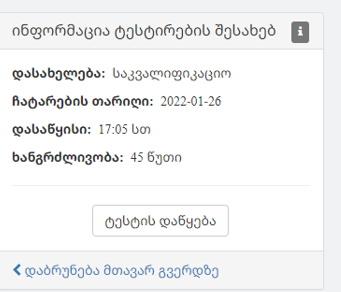 ინფორმაცია ტესტირების შესახებ
დასახელება: საკვალიფიკაციო
ჩატარების თარიღი: 2022-01-26
დასაწყისი: 17:05 სთ
ხანგრძლივობა: 45 წუთი
ტესტის დაწყება
დაბრუნება მთავარ გვერდზე